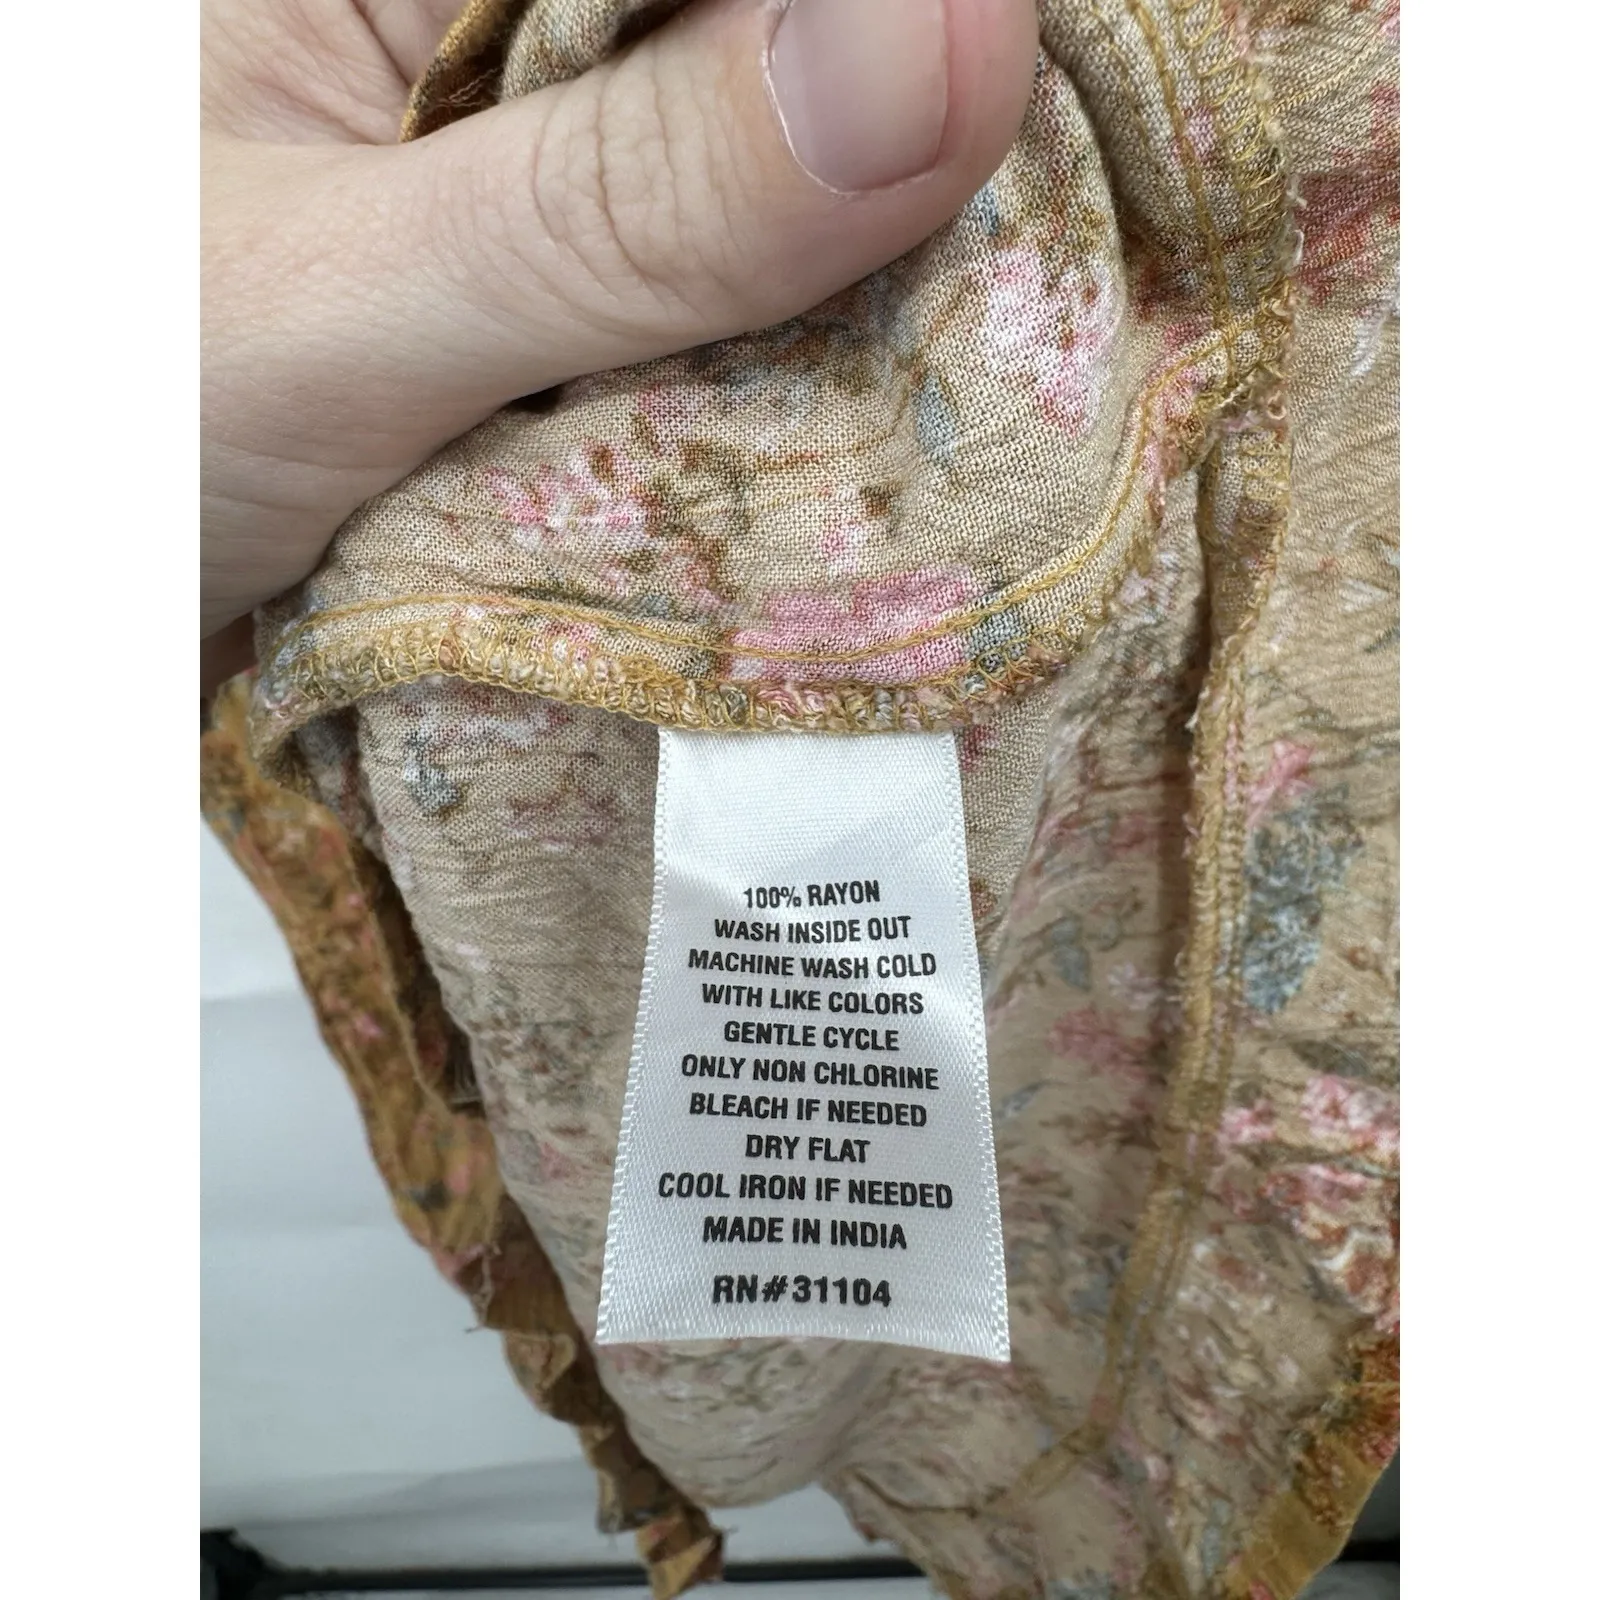 100% RAYON
WASH INSIDE OUT
MACHINE WASH COLD
WITH LIKE COLORS
GENTLE CYCLE
ONLY NON CHLORINE
BLEACH IF NEEDED
DRY FLAT
COOL IRON IF NEEDED
MADE IN INDIA
RN#31104